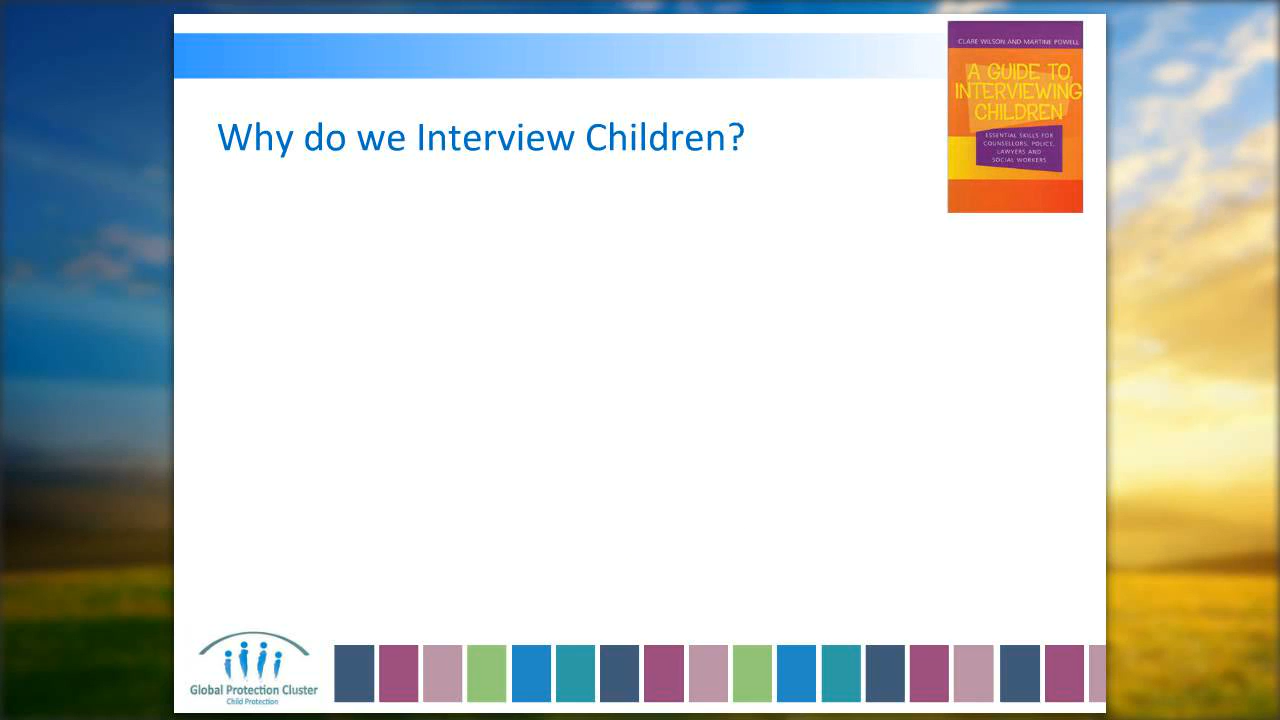 CLARE WILSON AND MARTINE POWELL
A GUIDE TO
INTERVIEWING
CHILDREN
ESSENTIAL SKILLS FOR
COUNSELLORS, POLICE,
LAWYERS AND
SOCIAL WORKERS
Why do we Interview Children?
Global Protection Cluster
Child Protection